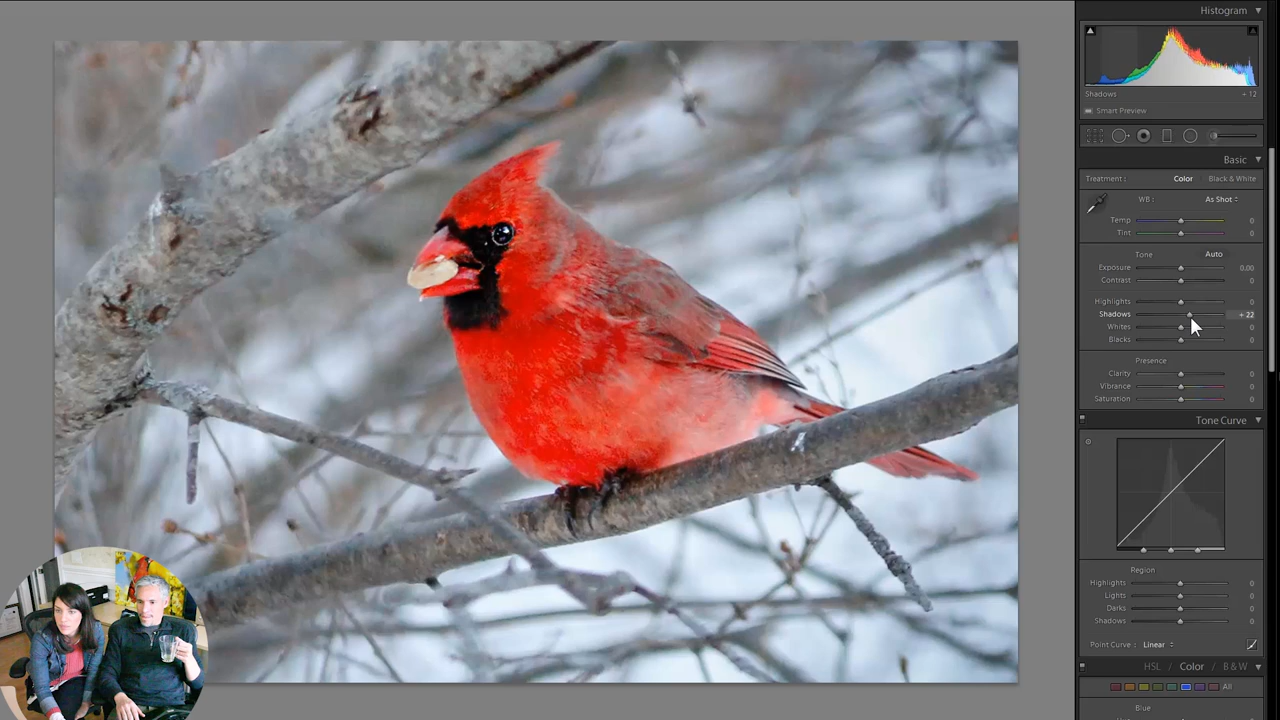 Histogram
Shadows + 12
Smart Preview
Basic
Treatment : Color Black & White
WB : As Shot
Temp 0
Tint 0
Tone Auto
Exposure 0.00
Contrast 0
Highlights 0
Shadows + 22
Whites 0
Blacks 0
Presence
Clarity 0
Vibrance 0
Saturation 0
Tone Curve
Region
Highlights 0
Lights 0
Darks 0
Shadows 0
Point Curve : Linear
HSL / Color / B & W
All
Blue